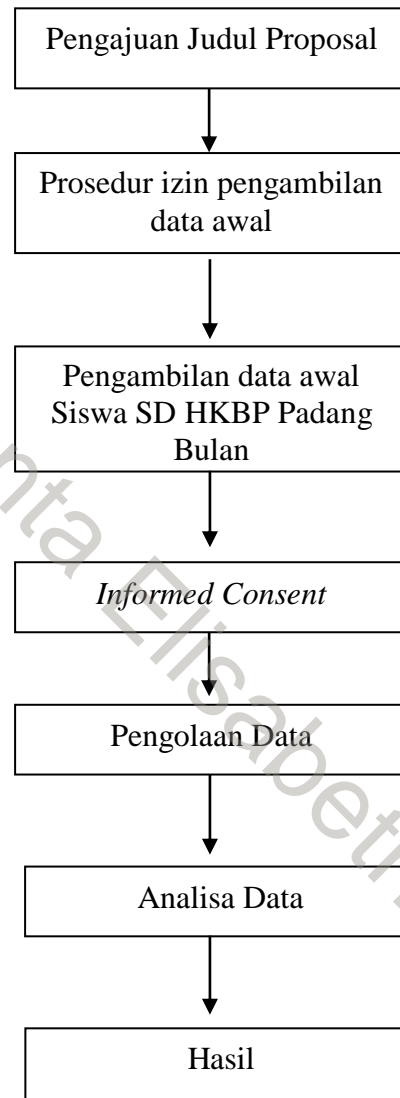 Pengajuan Judul Proposal
Prosedur izin pengambilan
data awal
Pengambilan data awal
Siswa SD HKBP Padang
Bulan
Informed Consent
Pengolaan Data
Analisa Data
Hasil